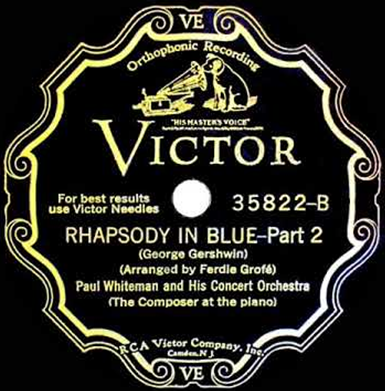 VE
Orthophonic Recording
"HIS MASTER'S VOICE"
VICTOR
For best results
use Victor Needles
35822-B
RHAPSODY IN BLUE-Part 2
(George Gershwin)
(Arranged by Ferdie Grofé)
Paul Whiteman and His Concert Orchestra
(The Composer at the piano)
RCA Victor Company, Inc.
Camden, N.J.
VE